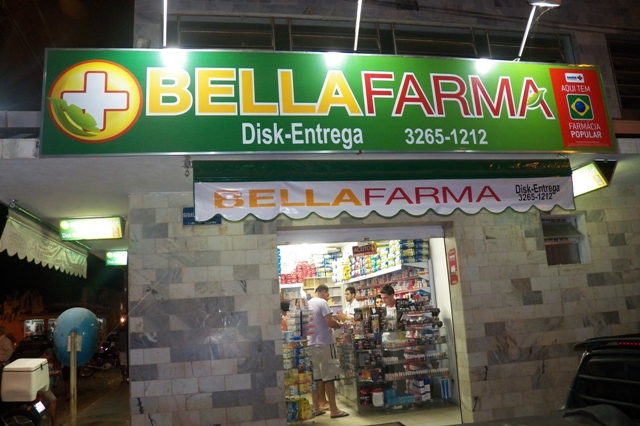 BELLAFARMA
Disk-Entrega 3265-1212
AQUI TEM
FARMÁCIA
POPULAR
BELLAFARMA
Disk-Entrega
3265-1212